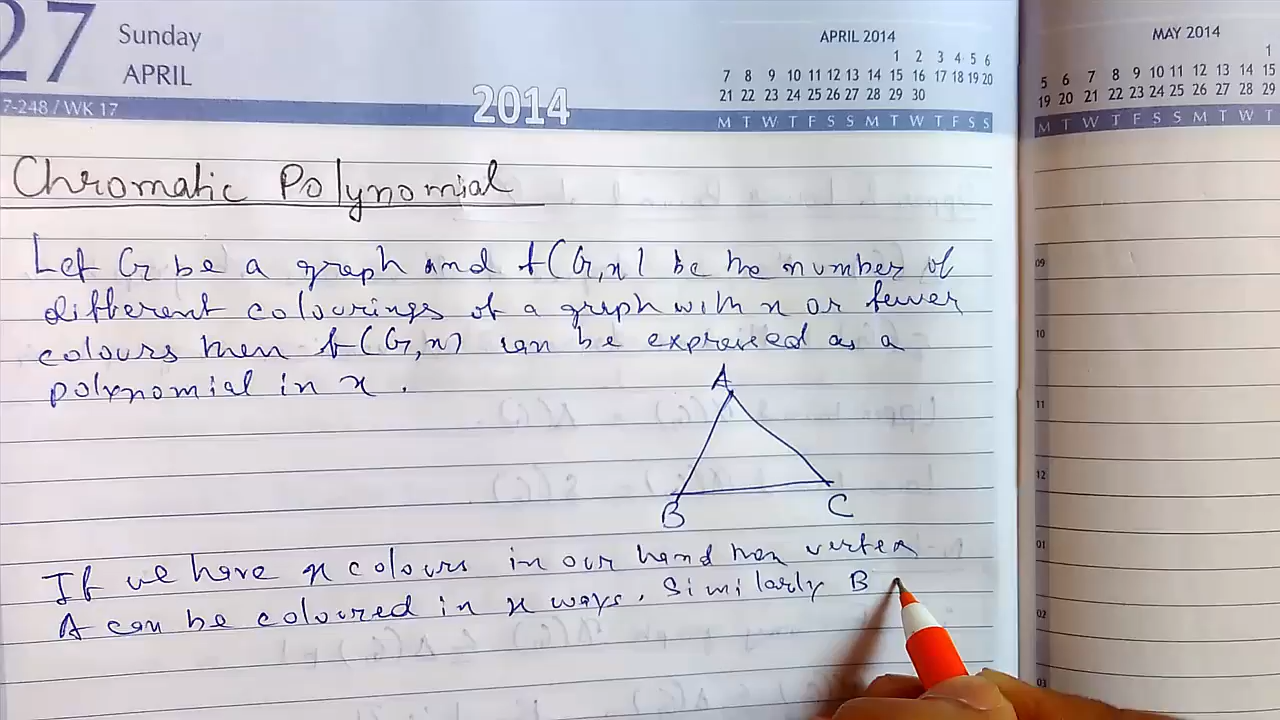 27 Sunday
APRIL
7-248 / WK 17
2014
APRIL 2014
1 2 3 4 5 6
7 8 9 10 11 12 13 14 15 16 17 18 19 20
21 22 23 24 25 26 27 28 29 30
M T W T F S S M T W T F S S
MAY 2014
1
5 6 7 8 9 10 11 12 13 14 15
19 20 21 22 23 24 25 26 27 28 29
M T W T F S S M T W T
Chromatic Polynomial
Let G be a graph and f(G,x) be the number of
different colourings of a graph with x or fewer
colours then f(G,x) can be expressed as a
polynomial in x.
A
B
C
If we have x colours in our hand then vertex
A can be coloured in x ways. Similarly B
09
10
11
12
01
02
03